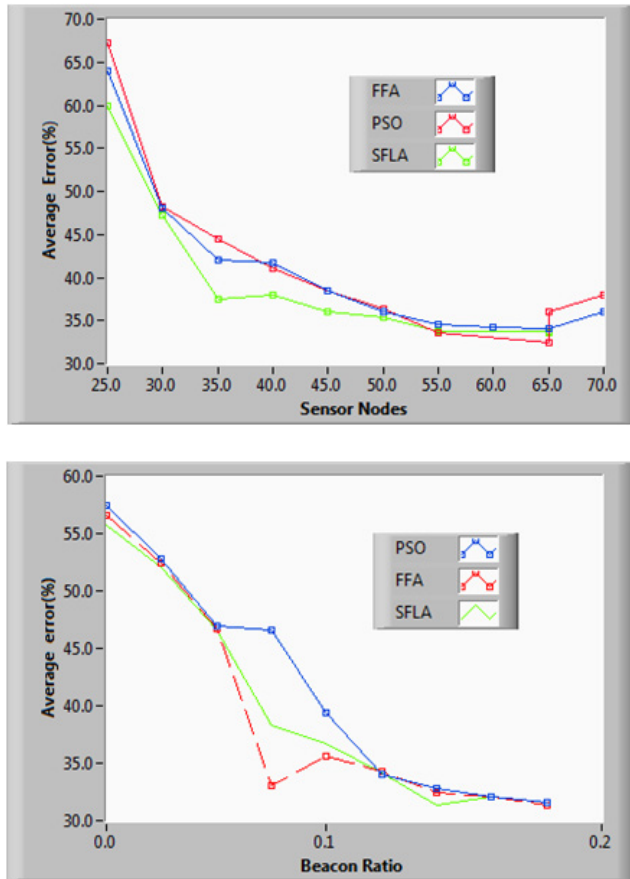 70.0
65.0
60.0
55.0
50.0
45.0
40.0
35.0
30.0
Average Error(%)
FFA
PSO
SFLA
25.0 30.0 35.0 40.0 45.0 50.0 55.0 60.0 65.0 70.0
Sensor Nodes
60.0
55.0
50.0
45.0
40.0
35.0
30.0
Average error(%)
PSO
FFA
SFLA
0.0 0.1 0.2
Beacon Ratio